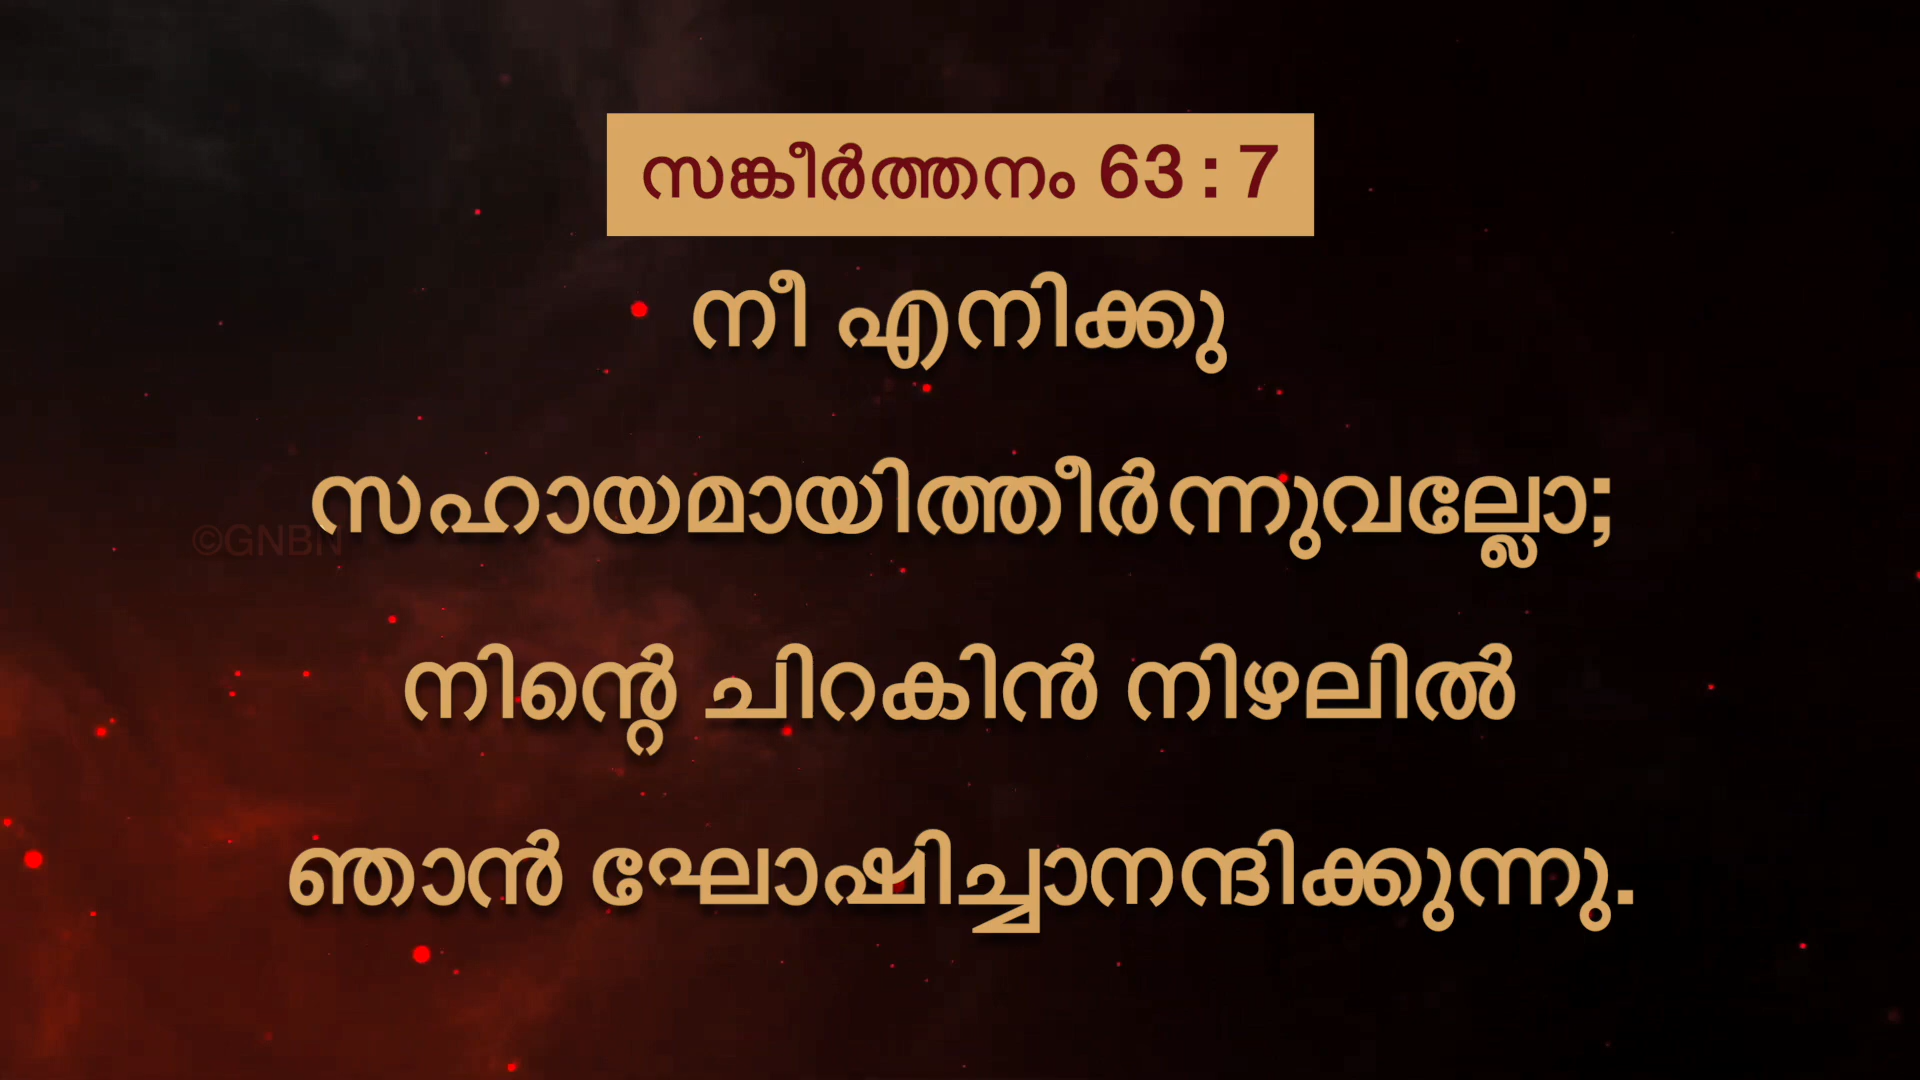 സങ്കീർത്തനം 63 : 7
നീ എനിക്കു
സഹായമായിത്തീർന്നുവല്ലോ;
©GNBN
നിന്റെ ചിറകിൻ നിഴലിൽ
ഞാൻ ഘോഷിച്ചാനന്ദിക്കുന്നു.